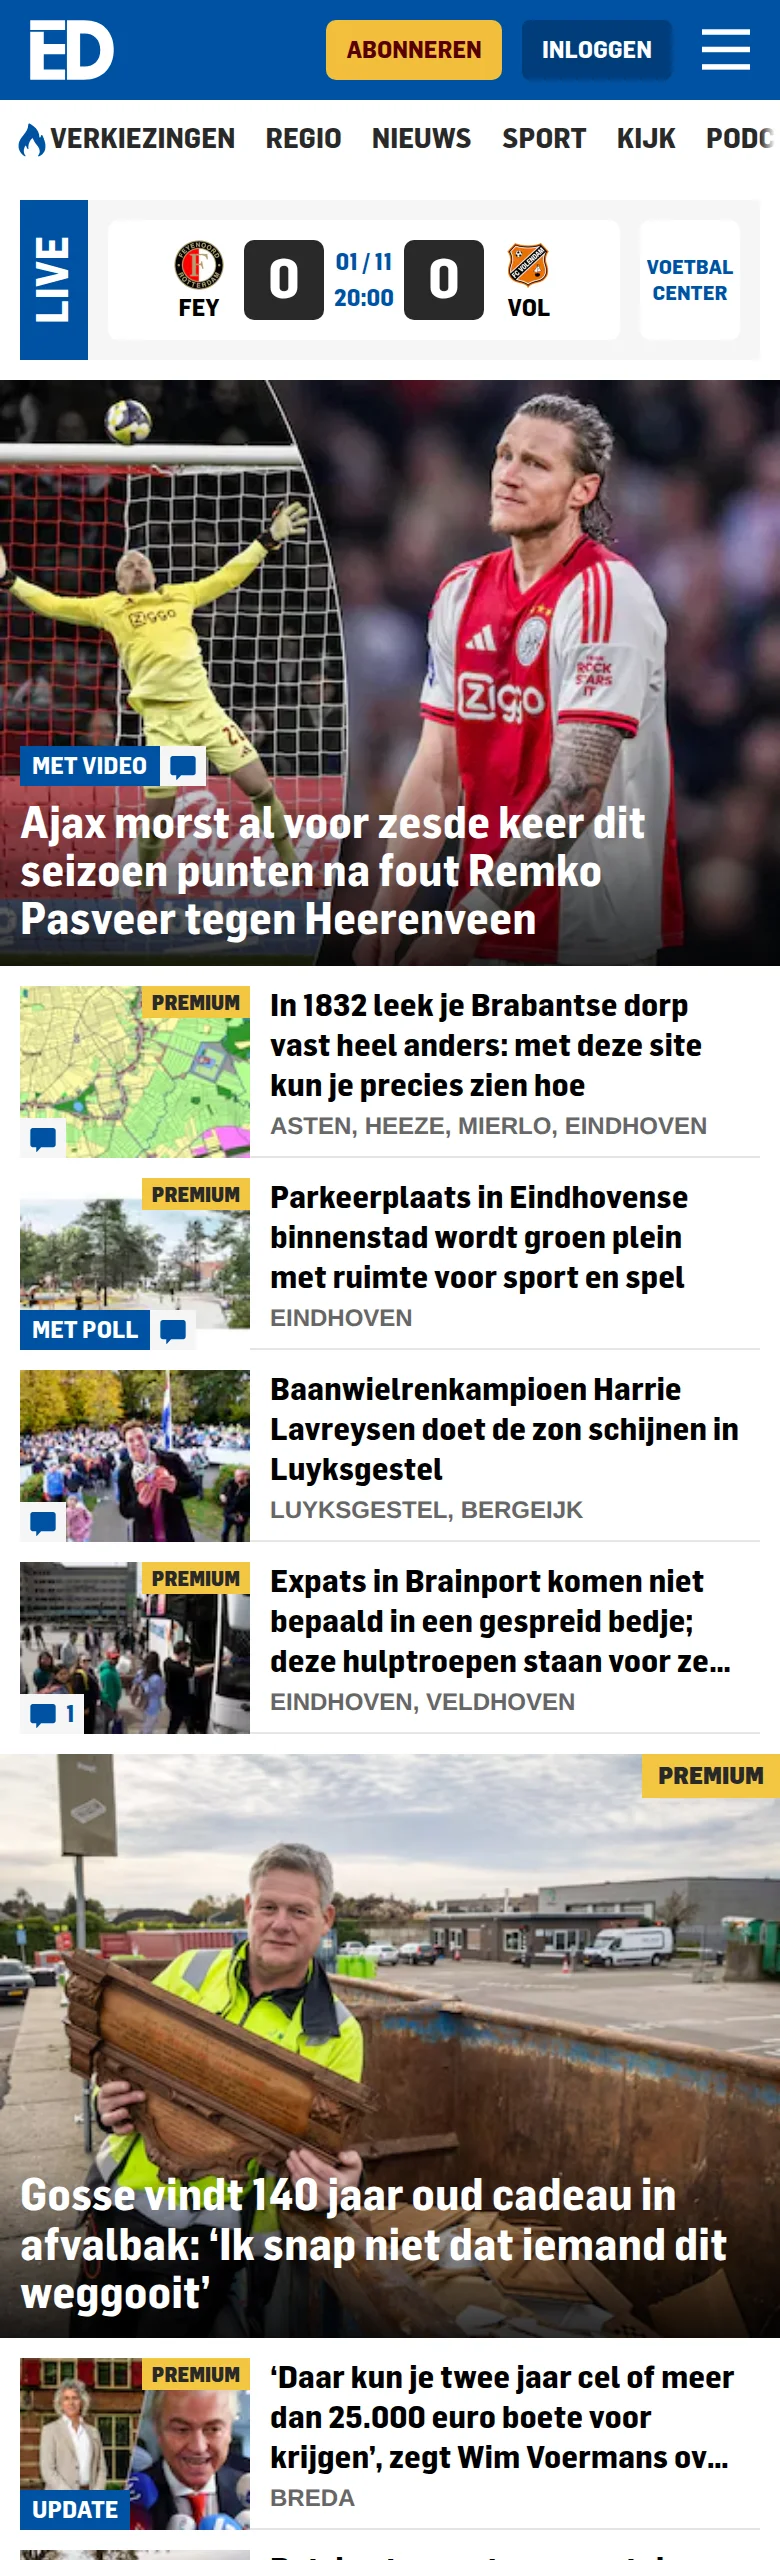 ED
ABONNEREN
INLOGGEN
VERKIEZINGEN REGIO NIEUWS SPORT KIJK PODC
LIVE
FEY
0
01 / 11
20:00
0
VOL
VOETBAL
CENTER
ZIGGO
Ziggo
MET VIDEO
Ajax morst al voor zesde keer dit
seizoen punten na fout Remko
Pasveer tegen Heerenveen
PREMIUM
In 1832 leek je Brabantse dorp
vast heel anders: met deze site
kun je precies zien hoe
ASTEN, HEEZE, MIERLO, EINDHOVEN
PREMIUM
MET POLL
Parkeerplaats in Eindhovense
binnenstad wordt groen plein
met ruimte voor sport en spel
EINDHOVEN
Baanwielrenkampioen Harrie
Lavreysen doet de zon schijnen in
Luyksgestel
LUYKSGESTEL, BERGEIJK
PREMIUM
1
Expats in Brainport komen niet
bepaald in een gespreid bedje;
deze hulptroepen staan voor ze...
EINDHOVEN, VELDHOVEN
PREMIUM
Gosse vindt 140 jaar oud cadeau in
afvalbak: ‘Ik snap niet dat iemand dit
weggooit’
PREMIUM
UPDATE
‘Daar kun je twee jaar cel of meer
dan 25.000 euro boete voor
krijgen’, zegt Wim Voermans ov...
BREDA